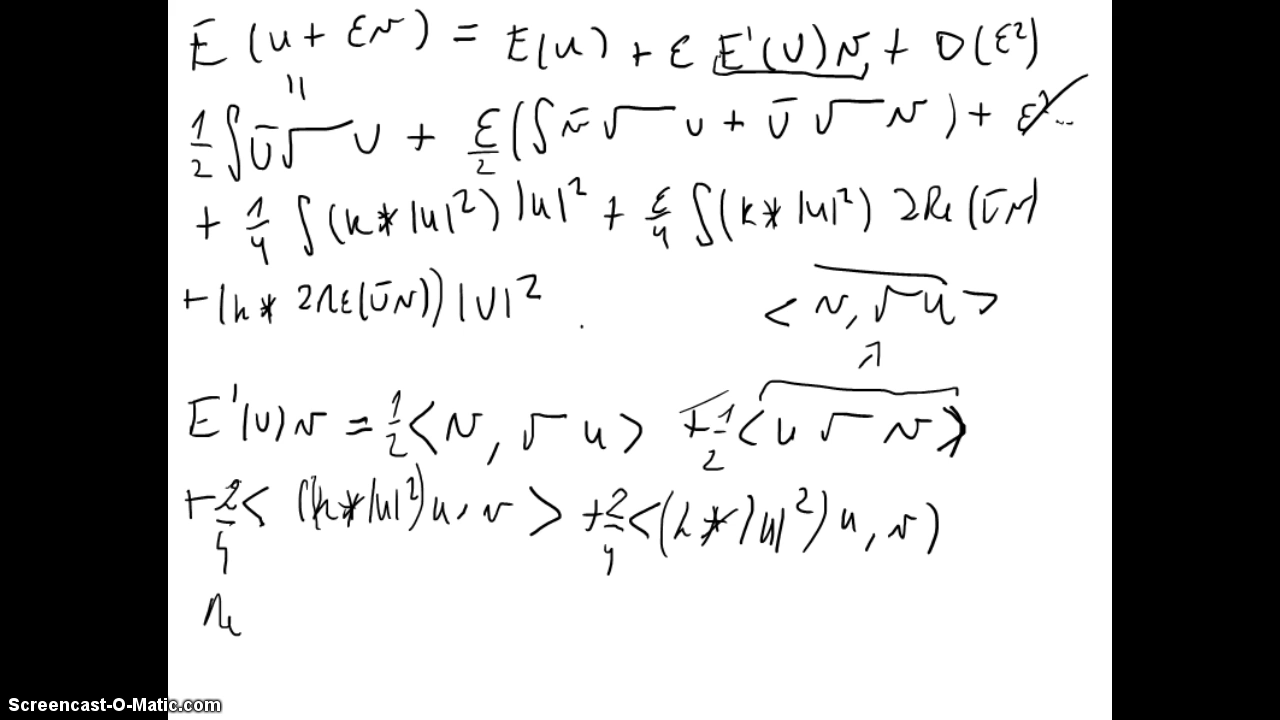 E (u + εv) = E(u) + ε E'(u)v + O(ε²)
||
1/2 ∫ ū √ u + ε/2 (∫ v̄ √ u + ū √ v) + ε² ...
+ 1/4 ∫ (k * |u|²) |u|² + ε/4 ∫ (k * |u|²) 2Re (ūv)
+ (k * 2Re(ūv)) |u|² . < v, √ u >
↗
E'(u)v = 1/2 < v, √ u > + 1/2 < u √ v >
+ 2/4 < (k * |u|²) u, v > + 2/4 < (k * |u|²) u, v )
Re
Screencast-O-Matic.com